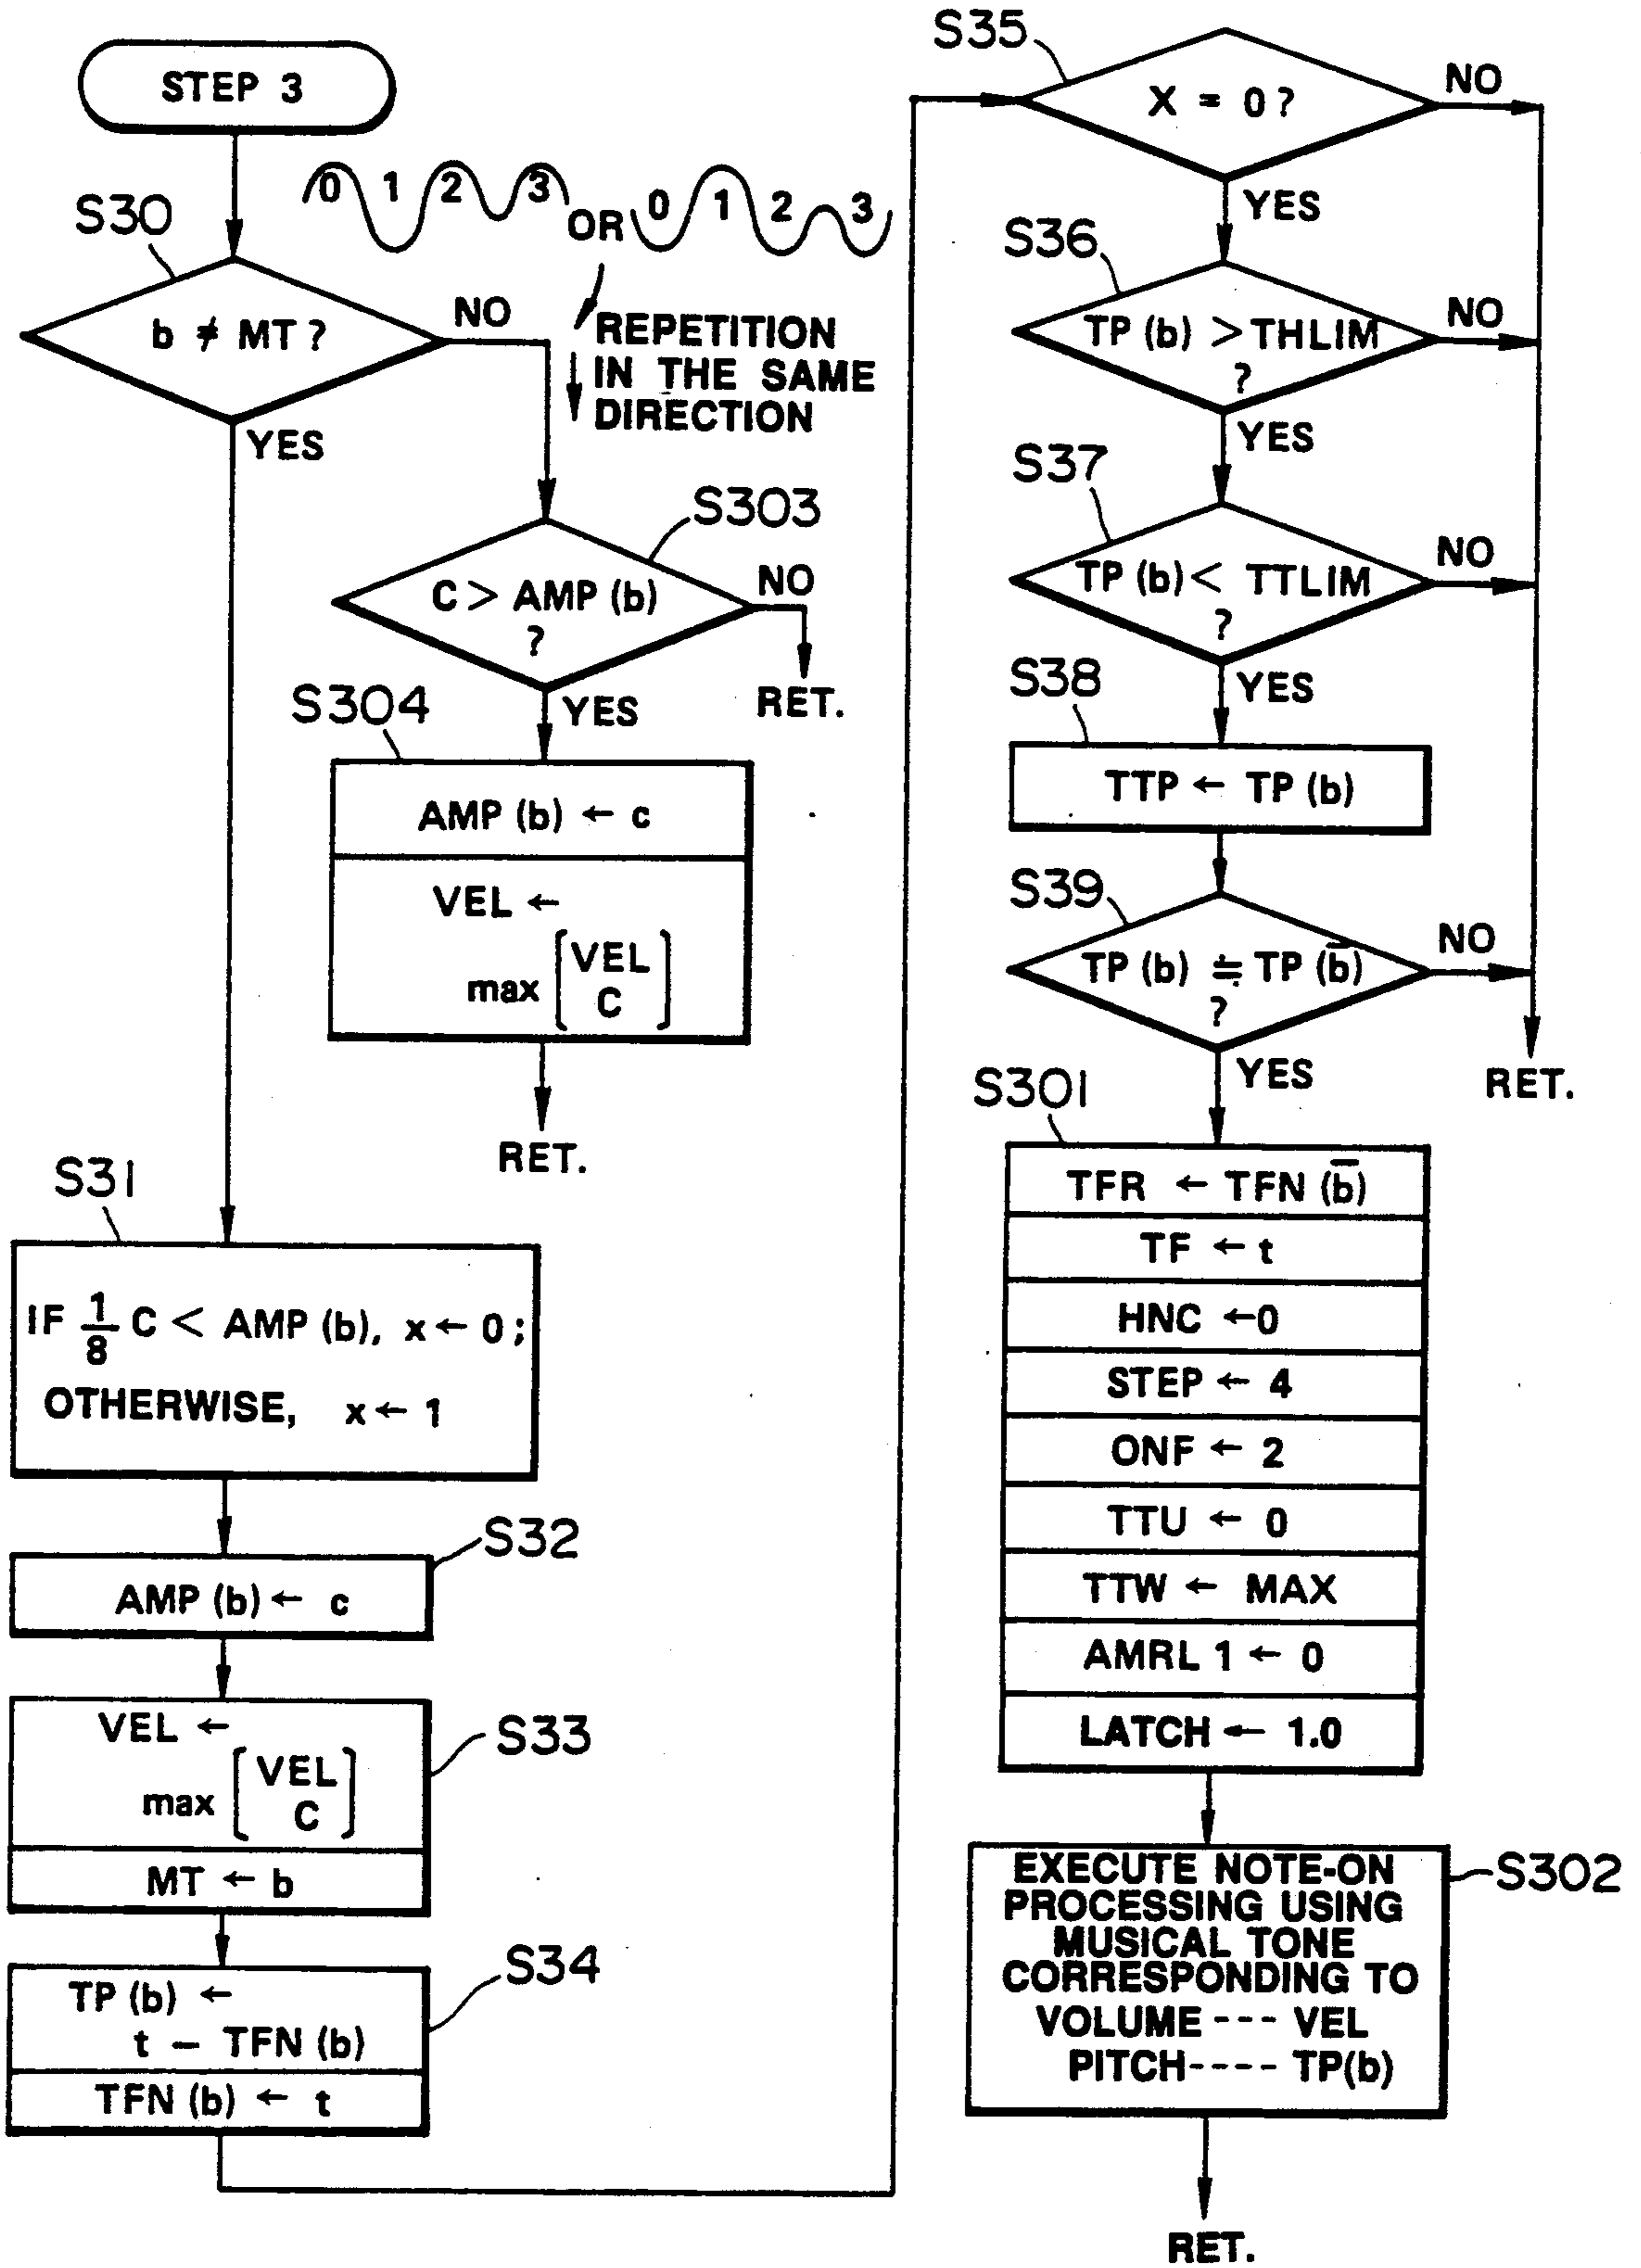 STEP 3
0 1 2 3 OR 0 1 2 3
S30
b ≠ MT ?
NO
YES
REPETITION
IN THE SAME
DIRECTION
S303
C > AMP (b)
?
NO
RET.
YES
S304
AMP (b) ← c
VEL ←
max [VEL
C]
RET.
S31
IF 1/8 C < AMP (b), x ← 0 ;
OTHERWISE, x ← 1
S32
AMP (b) ← c
S33
VEL ←
max [VEL
C]
MT ← b
S34
TP (b) ←
t – TFN (b)
TFN (b) ← t
S35
X = 0 ?
NO
YES
S36
TP (b) > THLIM
?
NO
YES
S37
TP (b) < TTLIM
?
NO
YES
S38
TTP ← TP (b)
S39
TP (b) ≒ TP (b̄)
?
NO
YES
RET.
S301
TFR ← TFN (b̄)
TF ← t
HNC ← 0
STEP ← 4
ONF ← 2
TTU ← 0
TTW ← MAX
AMRL 1 ← 0
LATCH ← 1.0
S302
EXECUTE NOTE-ON
PROCESSING USING
MUSICAL TONE
CORRESPONDING TO
VOLUME --- VEL
PITCH ---- TP(b)
RET.